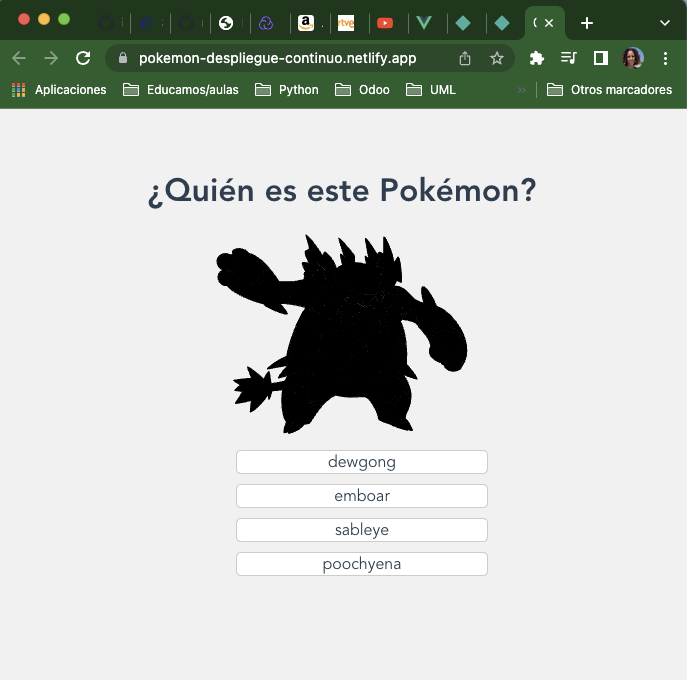 rtve
pokemon-despliegue-continuo.netlify.app
Aplicaciones
Educamos/aulas
Python
Odoo
UML
»
Otros marcadores
¿Quién es este Pokémon?
dewgong
emboar
sableye
poochyena